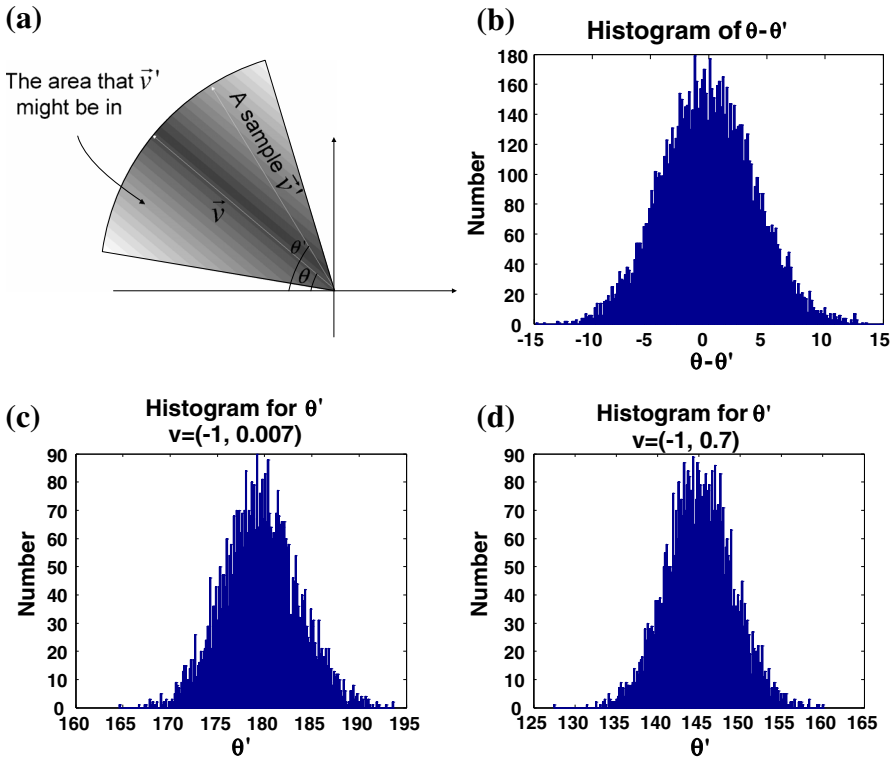 (a)
The area that v⃗'
might be in
A sample v⃗'
v⃗
θ'
θ
(b)
Histogram of θ-θ'
Number
180
160
140
120
100
80
60
40
20
0
-15 -10 -5 0 5 10 15
θ-θ'
(c)
Histogram for θ'
v=(-1, 0.007)
Number
90
80
70
60
50
40
30
20
10
0
160 165 170 175 180 185 190 195
θ'
(d)
Histogram for θ'
v=(-1, 0.7)
Number
90
80
70
60
50
40
30
20
10
0
125 130 135 140 145 150 155 160 165
θ'